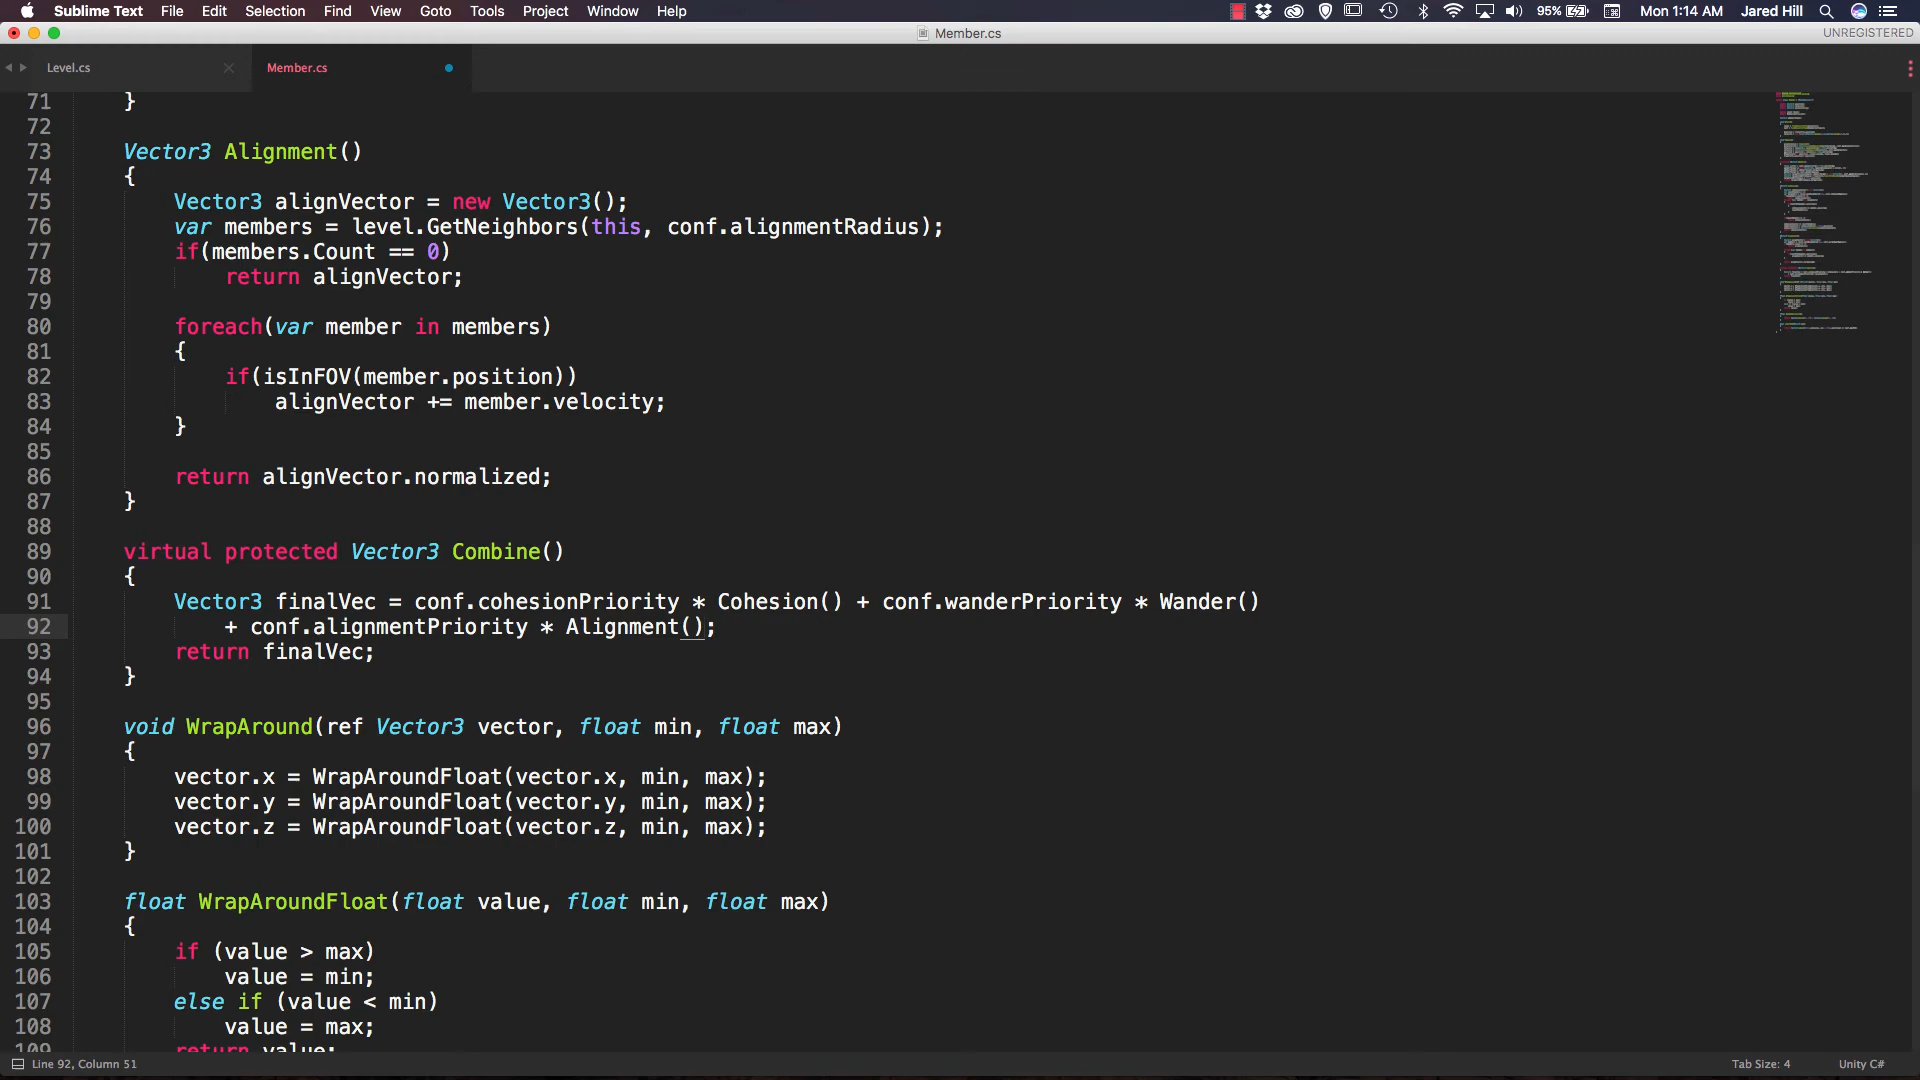 Sublime Text File Edit Selection Find View Goto Tools Project Window Help 95% Mon 1:14 AM Jared Hill
Member.cs UNREGISTERED
Level.cs Member.cs
71 }
72
73 Vector3 Alignment()
74 {
75 Vector3 alignVector = new Vector3();
76 var members = level.GetNeighbors(this, conf.alignmentRadius);
77 if(members.Count == 0)
78 return alignVector;
79
80 foreach(var member in members)
81 {
82 if(isInFOV(member.position))
83 alignVector += member.velocity;
84 }
85
86 return alignVector.normalized;
87 }
88
89 virtual protected Vector3 Combine()
90 {
91 Vector3 finalVec = conf.cohesionPriority * Cohesion() + conf.wanderPriority * Wander()
92 + conf.alignmentPriority * Alignment();
93 return finalVec;
94 }
95
96 void WrapAround(ref Vector3 vector, float min, float max)
97 {
98 vector.x = WrapAroundFloat(vector.x, min, max);
99 vector.y = WrapAroundFloat(vector.y, min, max);
100 vector.z = WrapAroundFloat(vector.z, min, max);
101 }
102
103 float WrapAroundFloat(float value, float min, float max)
104 {
105 if (value > max)
106 value = min;
107 else if (value < min)
108 value = max;
109 return value;
Line 92, Column 51 Tab Size: 4 Unity C#